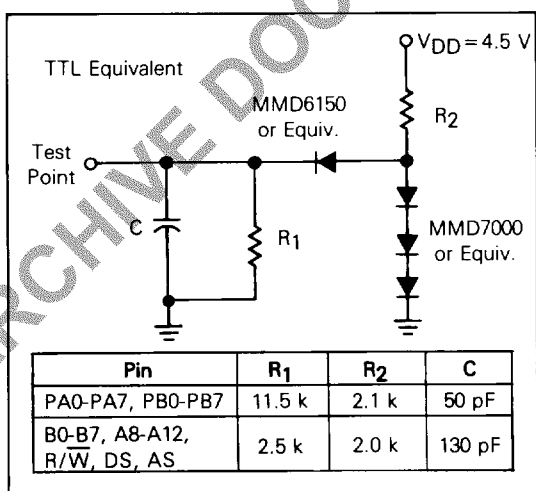 ARCHIVE DOC
VDD = 4.5 V
TTL Equivalent
MMD6150
or Equiv.
R2
Test
Point
C
R1
MMD7000
or Equiv.
Pin R1 R2 C
PA0-PA7, PB0-PB7 11.5 k 2.1 k 50 pF
B0-B7, A8-A12,
R/W̅, DS, AS 2.5 k 2.0 k 130 pF